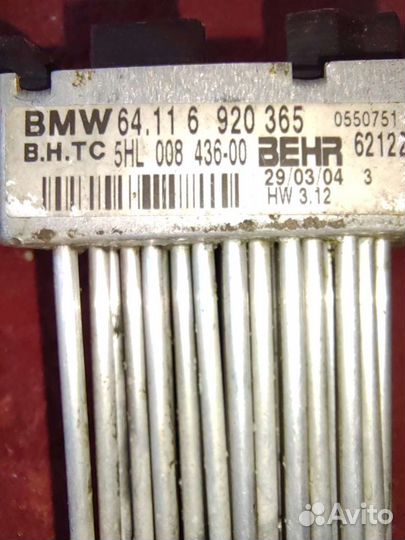 BMW 64.11 6 920 365 0550751
B.H.TC 5HL 008 436-00 BEHR 62122
29/03/04 3
HW 3.12
Avito